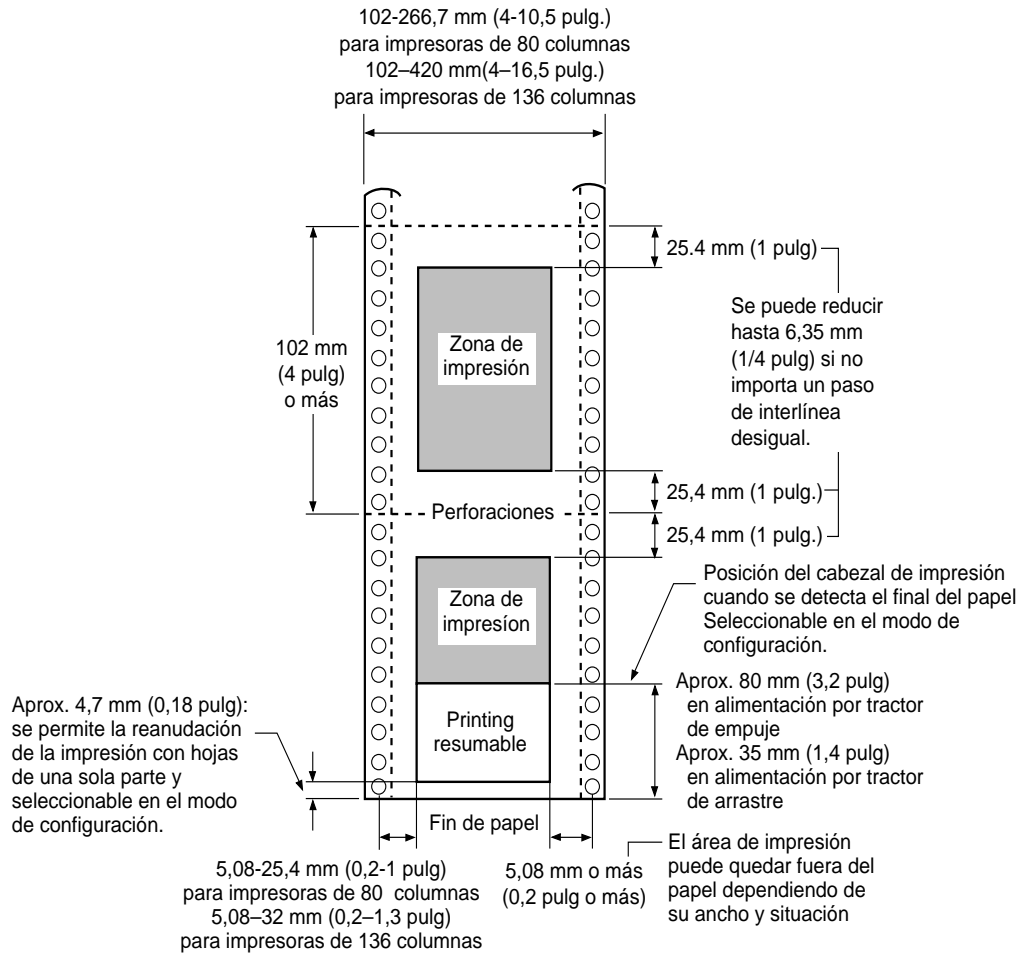 102-266,7 mm (4-10,5 pulg.)
para impresoras de 80 columnas
102–420 mm(4–16,5 pulg.)
para impresoras de 136 columnas
25.4 mm (1 pulg)
Se puede reducir
hasta 6,35 mm
(1/4 pulg) si no
importa un paso
de interlínea
desigual.
Zona de
impresión
102 mm
(4 pulg)
o más
25,4 mm (1 pulg.)
Perforaciones
25,4 mm (1 pulg.)
Posición del cabezal de impresión
cuando se detecta el final del papel
Seleccionable en el modo de
configuración.
Zona de
impresíon
Aprox. 80 mm (3,2 pulg)
en alimentación por tractor
de empuje
Aprox. 35 mm (1,4 pulg)
en alimentación por tractor
de arrastre
Aprox. 4,7 mm (0,18 pulg):
se permite la reanudación
de la impresión con hojas
de una sola parte y
seleccionable en el modo
de configuración.
Printing
resumable
Fin de papel
5,08-25,4 mm (0,2-1 pulg)
para impresoras de 80 columnas
5,08–32 mm (0,2–1,3 pulg)
para impresoras de 136 columnas
5,08 mm o más
(0,2 pulg o más)
El área de impresión
puede quedar fuera del
papel dependiendo de
su ancho y situación